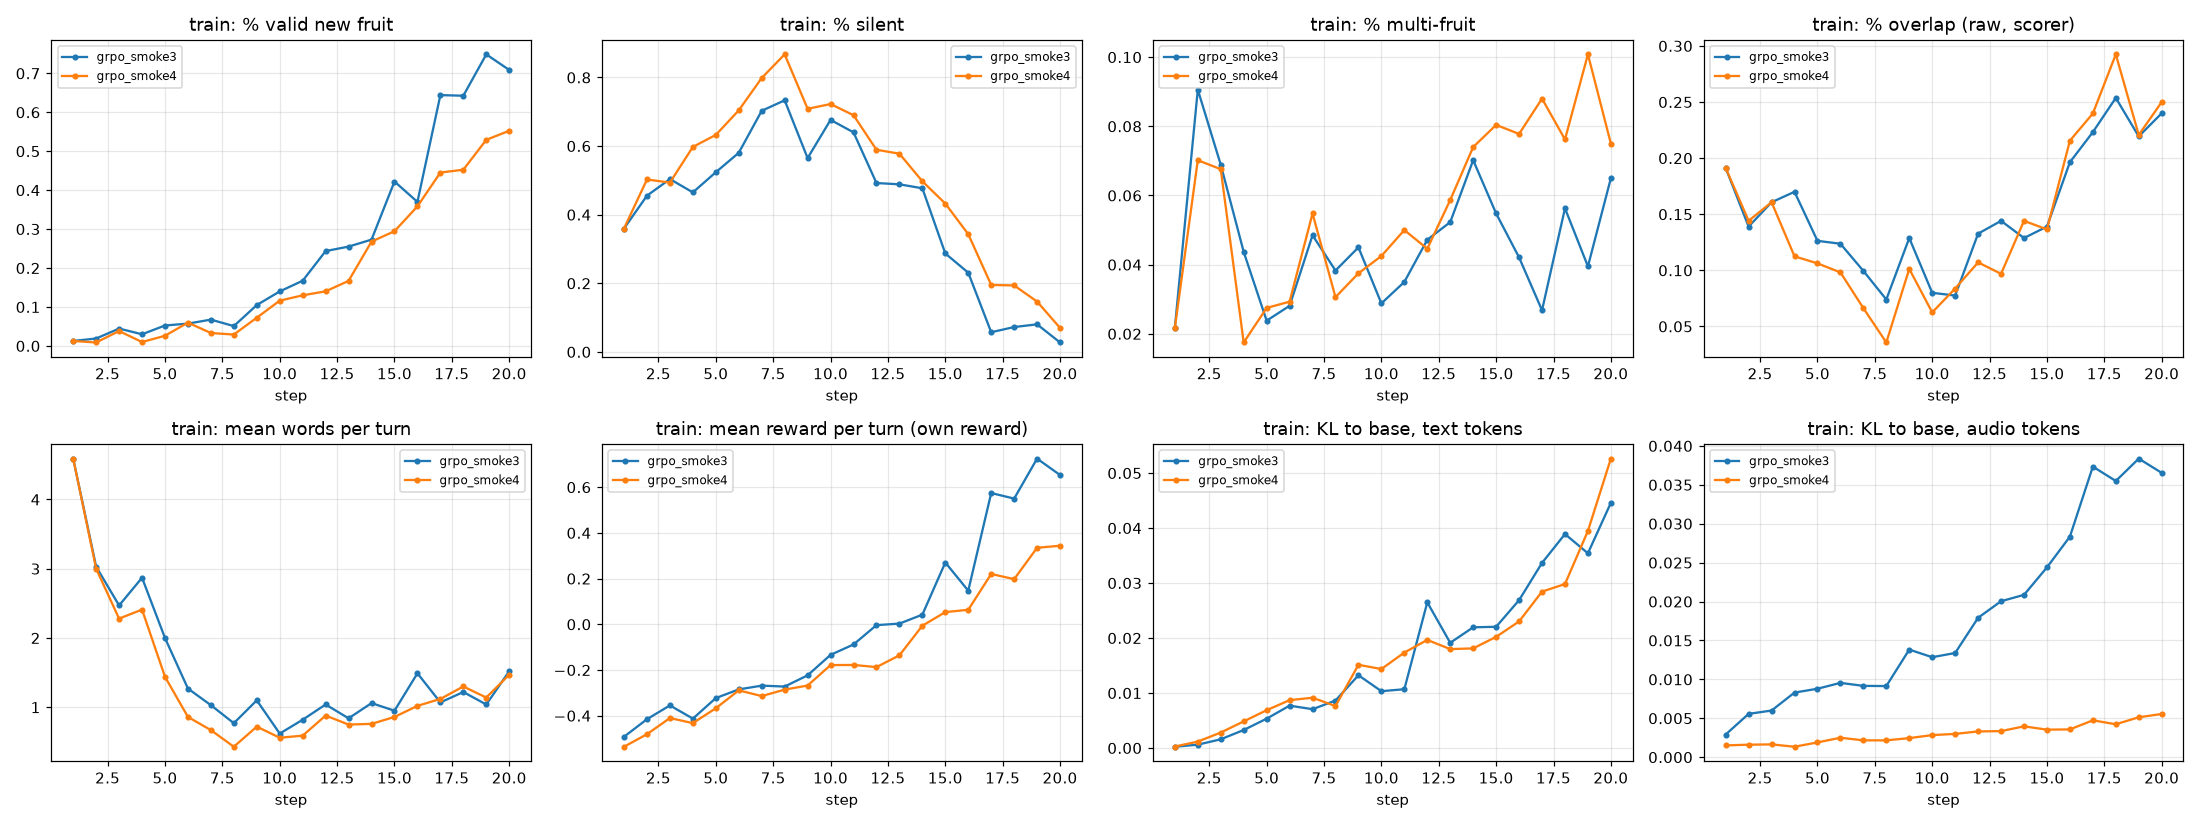 train: % valid new fruit
grpo_smoke3
grpo_smoke4
0.7
0.6
0.5
0.4
0.3
0.2
0.1
0.0
2.5 5.0 7.5 10.0 12.5 15.0 17.5 20.0
step
train: % silent
grpo_smoke3
grpo_smoke4
0.8
0.6
0.4
0.2
0.0
2.5 5.0 7.5 10.0 12.5 15.0 17.5 20.0
step
train: % multi-fruit
grpo_smoke3
grpo_smoke4
0.10
0.08
0.06
0.04
0.02
2.5 5.0 7.5 10.0 12.5 15.0 17.5 20.0
step
train: % overlap (raw, scorer)
grpo_smoke3
grpo_smoke4
0.30
0.25
0.20
0.15
0.10
0.05
2.5 5.0 7.5 10.0 12.5 15.0 17.5 20.0
step
train: mean words per turn
grpo_smoke3
grpo_smoke4
4
3
2
1
2.5 5.0 7.5 10.0 12.5 15.0 17.5 20.0
step
train: mean reward per turn (own reward)
grpo_smoke3
grpo_smoke4
0.6
0.4
0.2
0.0
−0.2
−0.4
2.5 5.0 7.5 10.0 12.5 15.0 17.5 20.0
step
train: KL to base, text tokens
grpo_smoke3
grpo_smoke4
0.05
0.04
0.03
0.02
0.01
0.00
2.5 5.0 7.5 10.0 12.5 15.0 17.5 20.0
step
train: KL to base, audio tokens
grpo_smoke3
grpo_smoke4
0.040
0.035
0.030
0.025
0.020
0.015
0.010
0.005
0.000
2.5 5.0 7.5 10.0 12.5 15.0 17.5 20.0
step